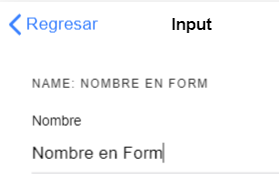 Regresar Input
NAME: NOMBRE EN FORM
Nombre
Nombre en Form